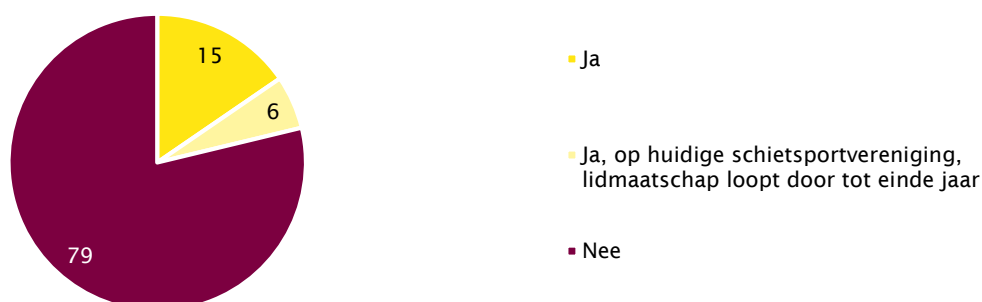 15
6
79
Ja
Ja, op huidige schietsportvereniging,
lidmaatschap loopt door tot einde jaar
Nee